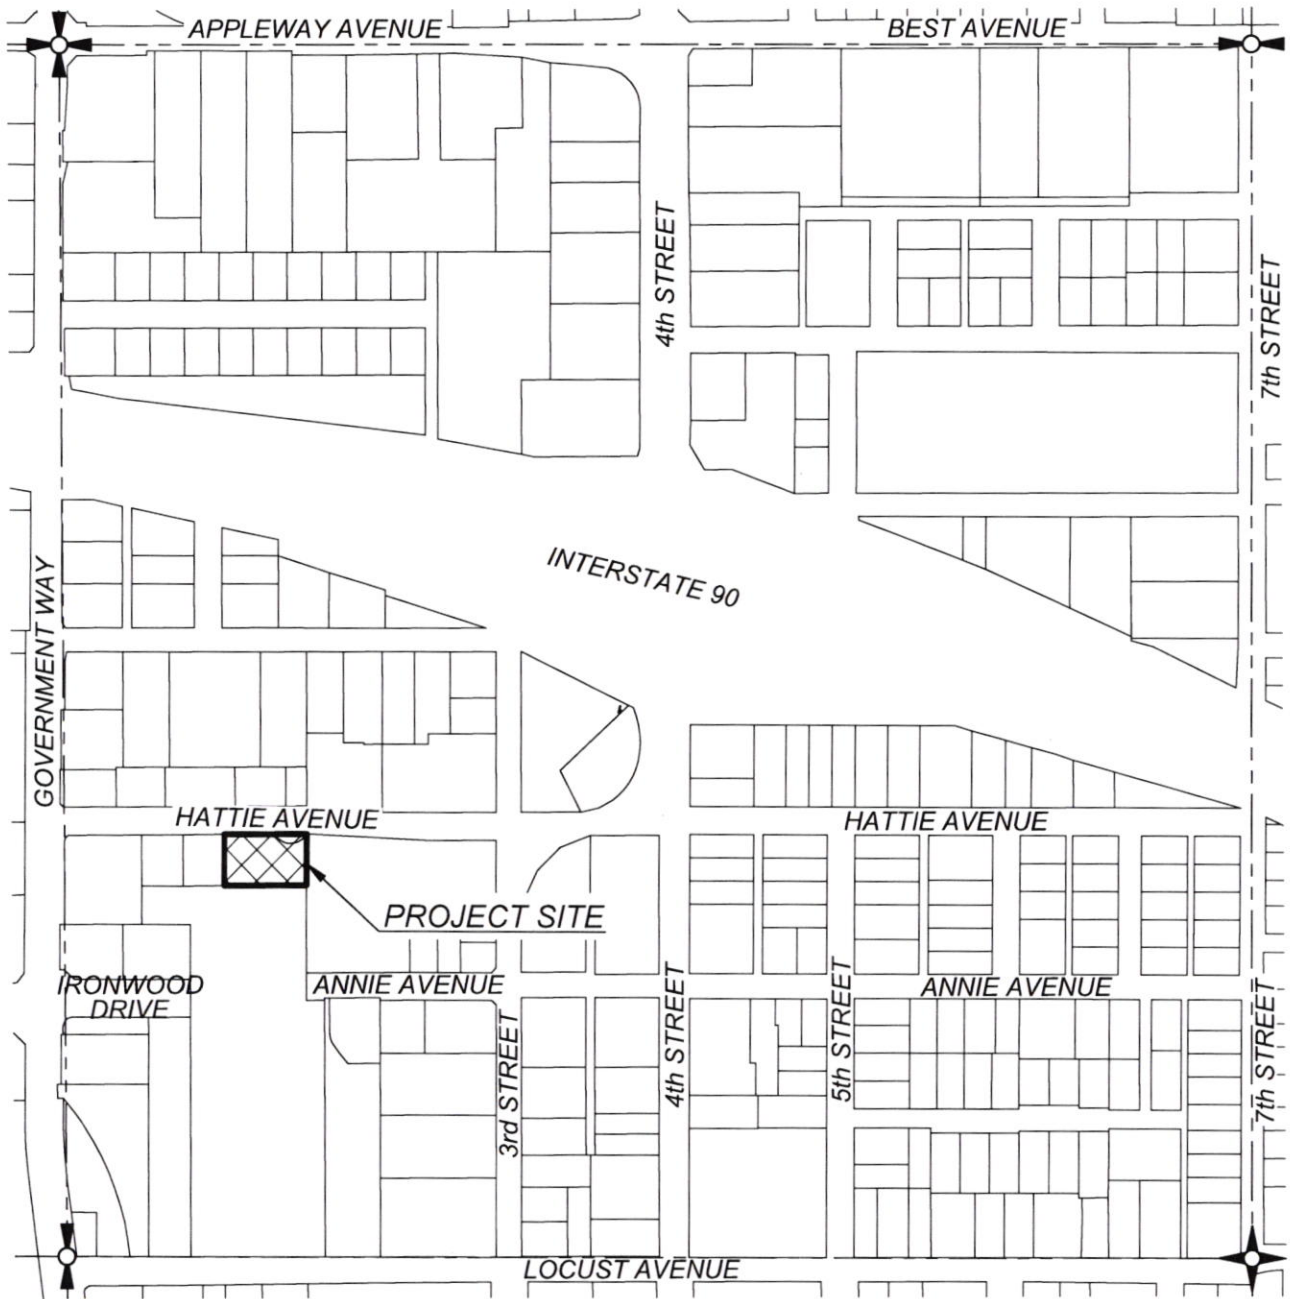 APPLEWAY AVENUE
BEST AVENUE
4th STREET
7th STREET
INTERSTATE 90
GOVERNMENT WAY
HATTIE AVENUE
HATTIE AVENUE
PROJECT SITE
IRONWOOD
DRIVE
ANNIE AVENUE
ANNIE AVENUE
3rd STREET
4th STREET
5th STREET
7th STREET
LOCUST AVENUE